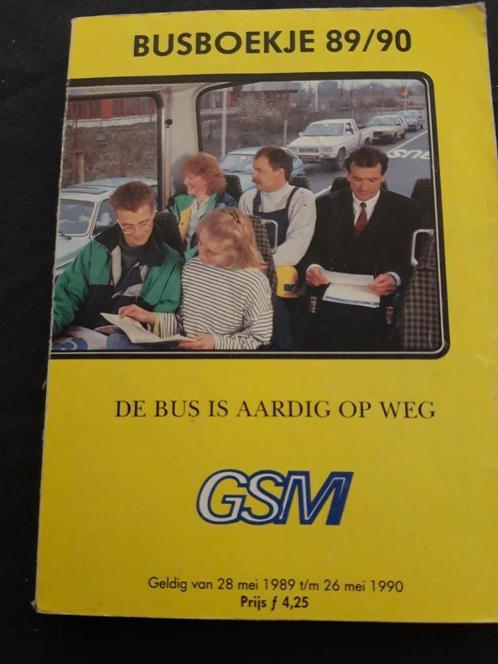 BUSBOEKJE 89/90
BUS
DE BUS IS AARDIG OP WEG
GSM
Geldig van 28 mei 1989 t/m 26 mei 1990
Prijs ƒ 4,25